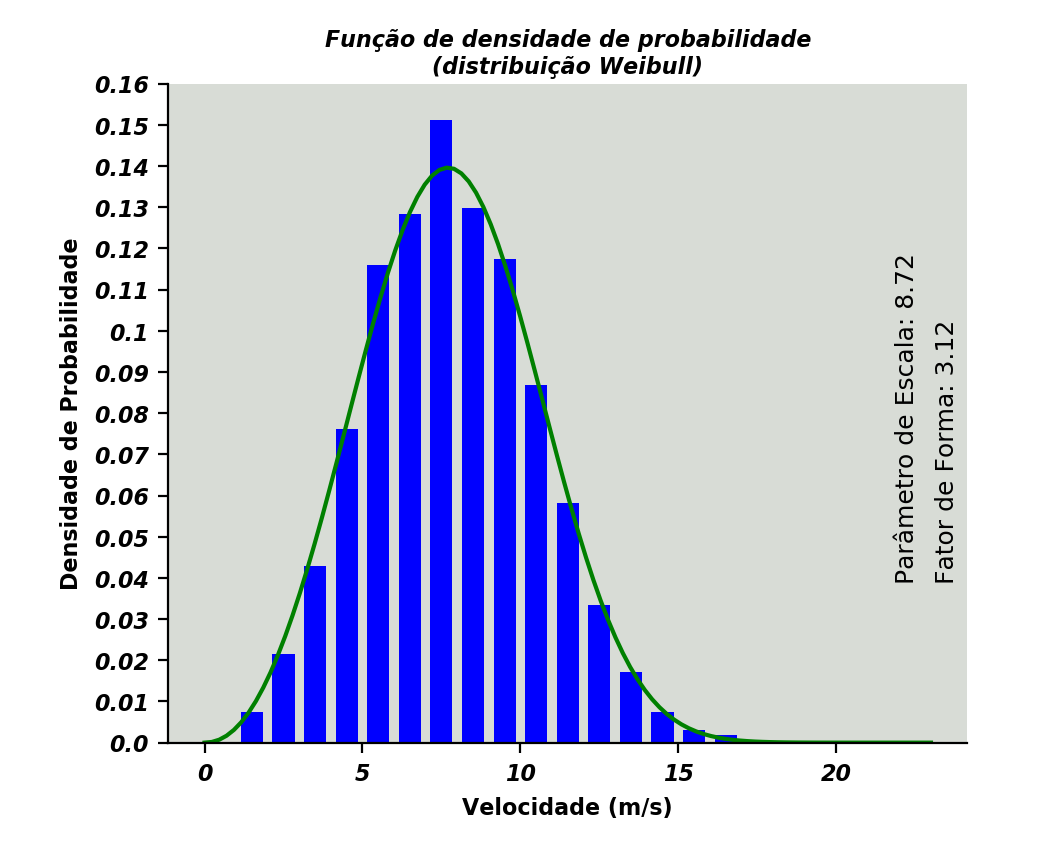 Função de densidade de probabilidade
(distribuição Weibull)
0.16
0.15
0.14
0.13
0.12
0.11
0.1
0.09
0.08
0.07
0.06
0.05
0.04
0.03
0.02
0.01
0.0
Densidade de Probabilidade
Parâmetro de Escala: 8.72
Fator de Forma: 3.12
0 5 10 15 20
Velocidade (m/s)